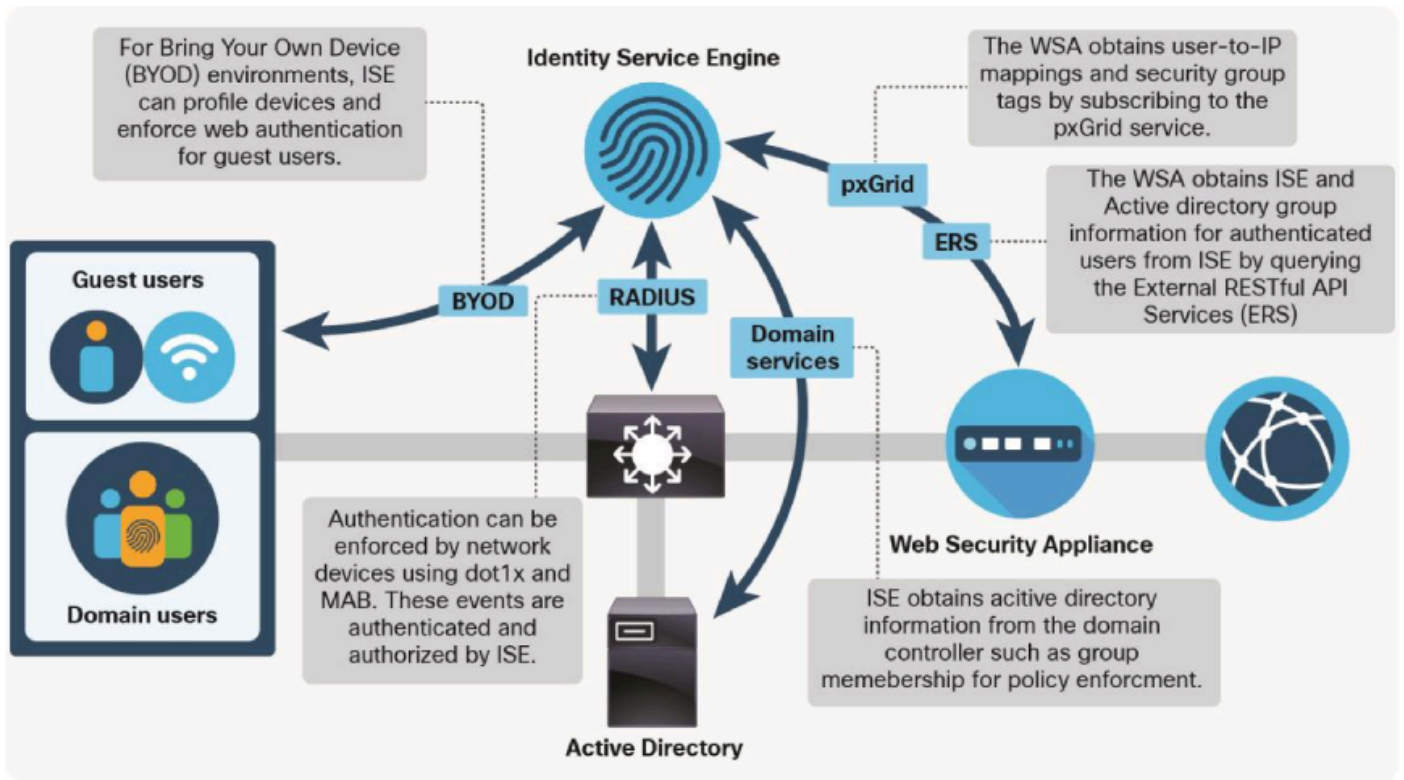 For Bring Your Own Device
(BYOD) environments, ISE
can profile devices and
enforce web authentication
for guest users.
Identity Service Engine
The WSA obtains user-to-IP
mappings and security group
tags by subscribing to the
pxGrid service.
pxGrid
The WSA obtains ISE and
Active directory group
information for authenticated
users from ISE by querying
the External RESTful API
Services (ERS)
ERS
Guest users
BYOD
RADIUS
Domain
services
Domain users
Authentication can be
enforced by network
devices using dot1x and
MAB. These events are
authenticated and
authorized by ISE.
Web Security Appliance
ISE obtains acitive directory
information from the domain
controller such as group
memebership for policy enforcment.
Active Directory